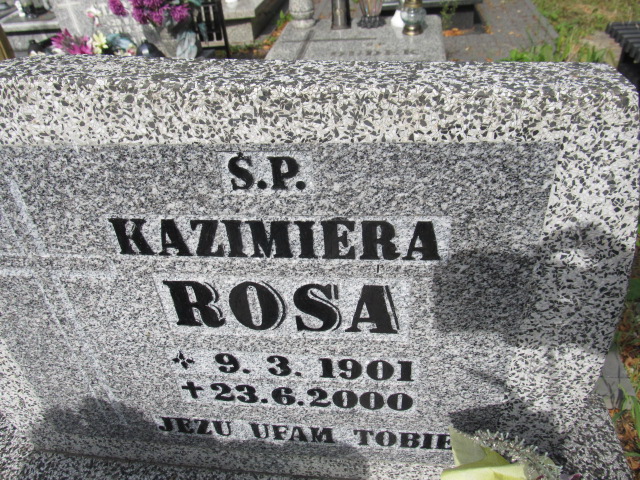 Ś.P.
KAZIMIERA
ROSA
9. 3. 1901
✝23.6.2000
JEZU UFAM TOBIE